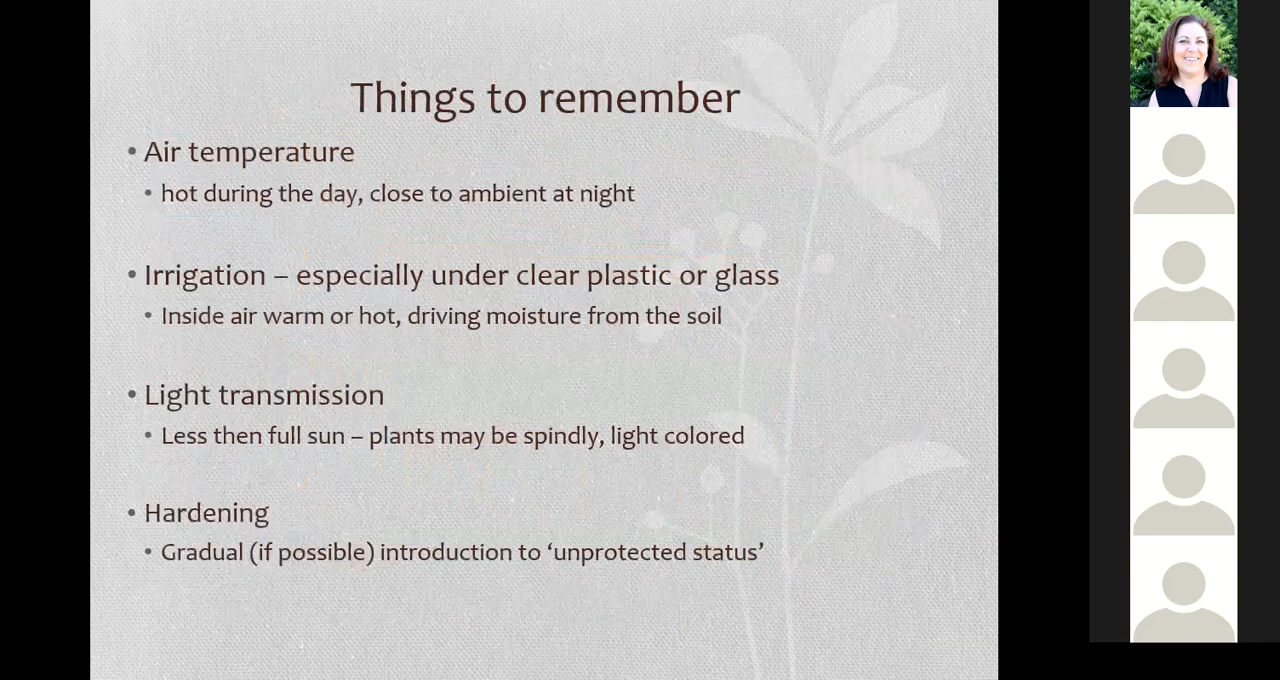 Things to remember
• Air temperature
• hot during the day, close to ambient at night
• Irrigation – especially under clear plastic or glass
• Inside air warm or hot, driving moisture from the soil
• Light transmission
• Less then full sun – plants may be spindly, light colored
• Hardening
• Gradual (if possible) introduction to ‘unprotected status’